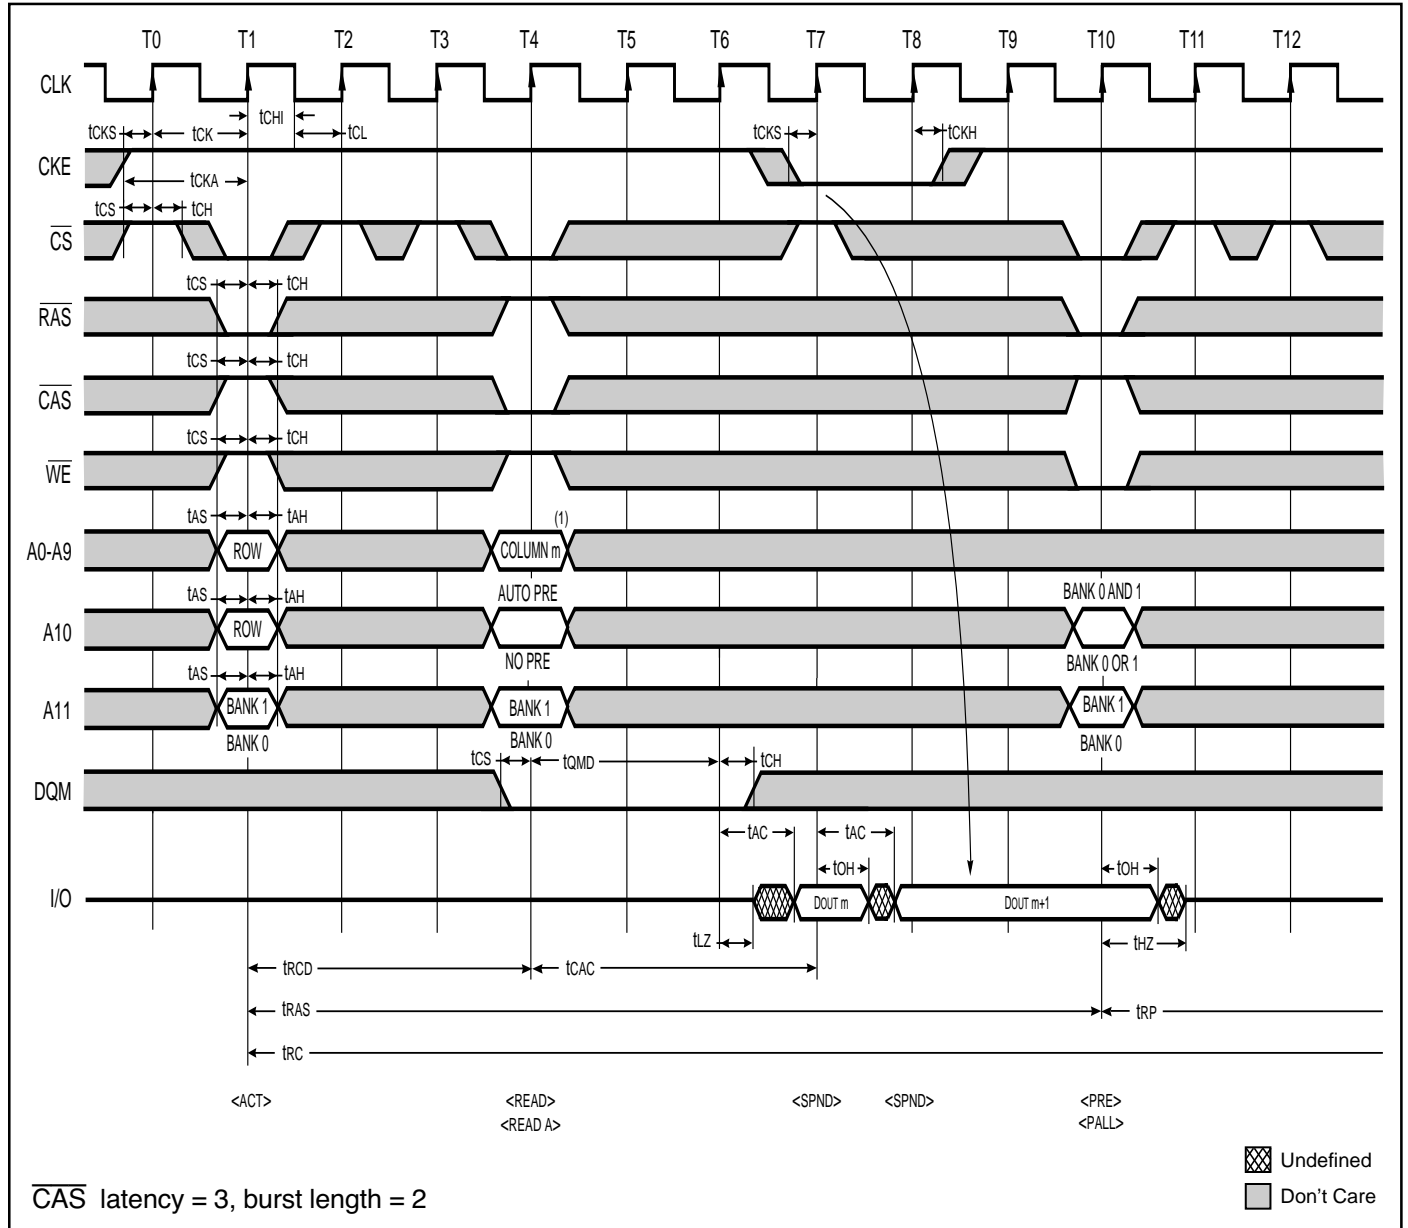 T0 T1 T2 T3 T4 T5 T6 T7 T8 T9 T10 T11 T12
CLK
tCHI
tCKS tCK tCL tCKS tCKH
CKE
tCKA
tCS tCH
CS
tCS tCH
RAS
tCS tCH
CAS
tCS tCH
WE
tAS tAH (1)
A0-A9 ROW COLUMN m
tAS tAH AUTO PRE BANK 0 AND 1
A10 ROW
tAS tAH NO PRE BANK 0 OR 1
A11 BANK 1 BANK 1 BANK 1
BANK 0 BANK 0 BANK 0
tCS tQMD tCH
DQM
tAC tAC
tOH tOH
I/O DOUT m DOUT m+1
tLZ tHZ
tRCD tCAC
tRAS tRP
tRC
<ACT> <READ> <SPND> <SPND> <PRE>
<READ A> <PALL>
Undefined
Don't Care
CAS latency = 3, burst length = 2